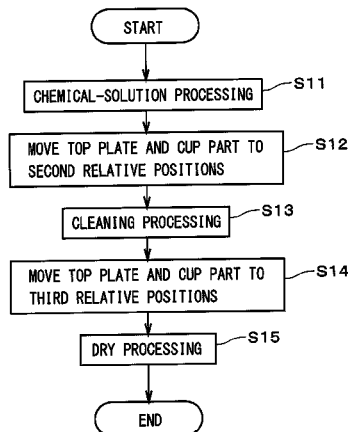 START
CHEMICAL-SOLUTION PROCESSING
S11
MOVE TOP PLATE AND CUP PART TO
SECOND RELATIVE POSITIONS
S12
CLEANING PROCESSING
S13
MOVE TOP PLATE AND CUP PART TO
THIRD RELATIVE POSITIONS
S14
DRY PROCESSING
S15
END